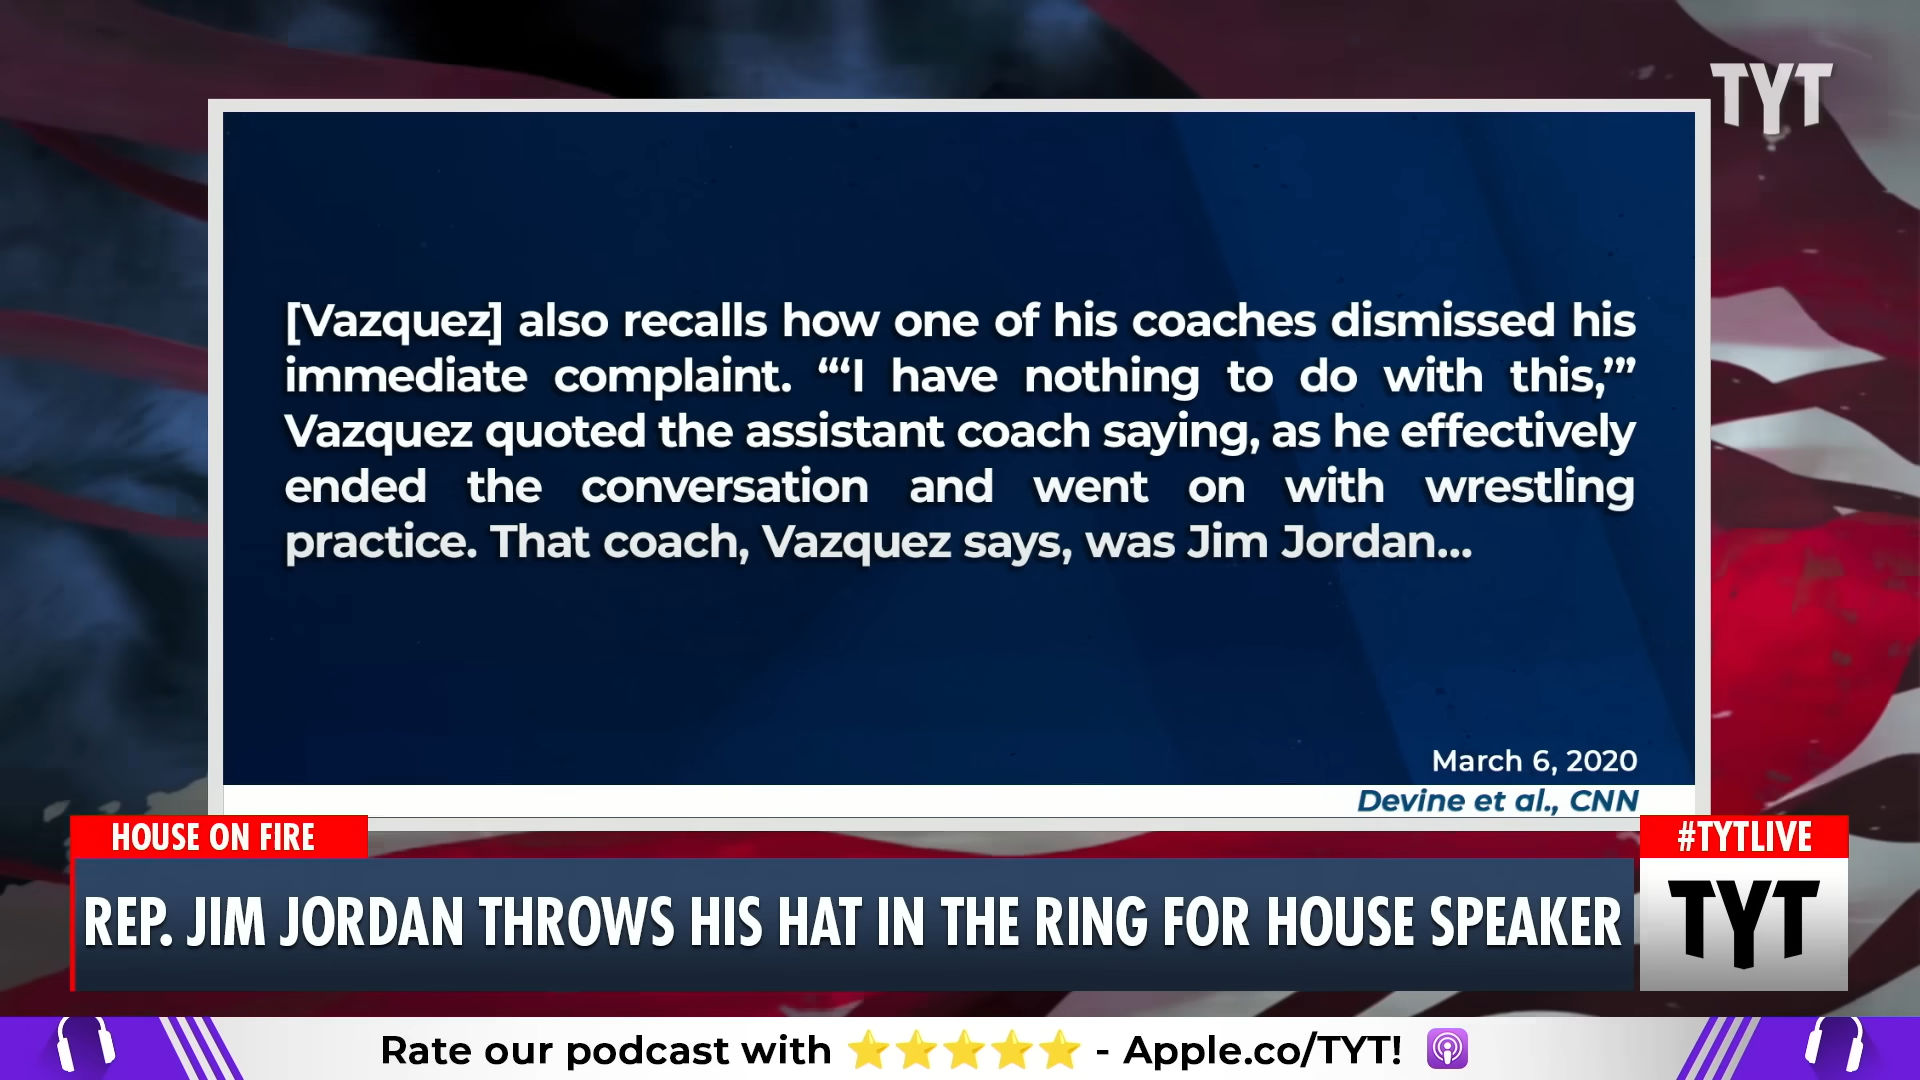 TYT
[Vazquez] also recalls how one of his coaches dismissed his
immediate complaint. “‘“I have nothing to do with this,’”
Vazquez quoted the assistant coach saying, as he effectively
ended the conversation and went on with wrestling
practice. That coach, Vazquez says, was Jim Jordan...
March 6, 2020
Devine et al., CNN
HOUSE ON FIRE
#TYTLIVE
REP. JIM JORDAN THROWS HIS HAT IN THE RING FOR HOUSE SPEAKER
TYT
Rate our podcast with ⭐⭐⭐⭐⭐ - Apple.co/TYT!